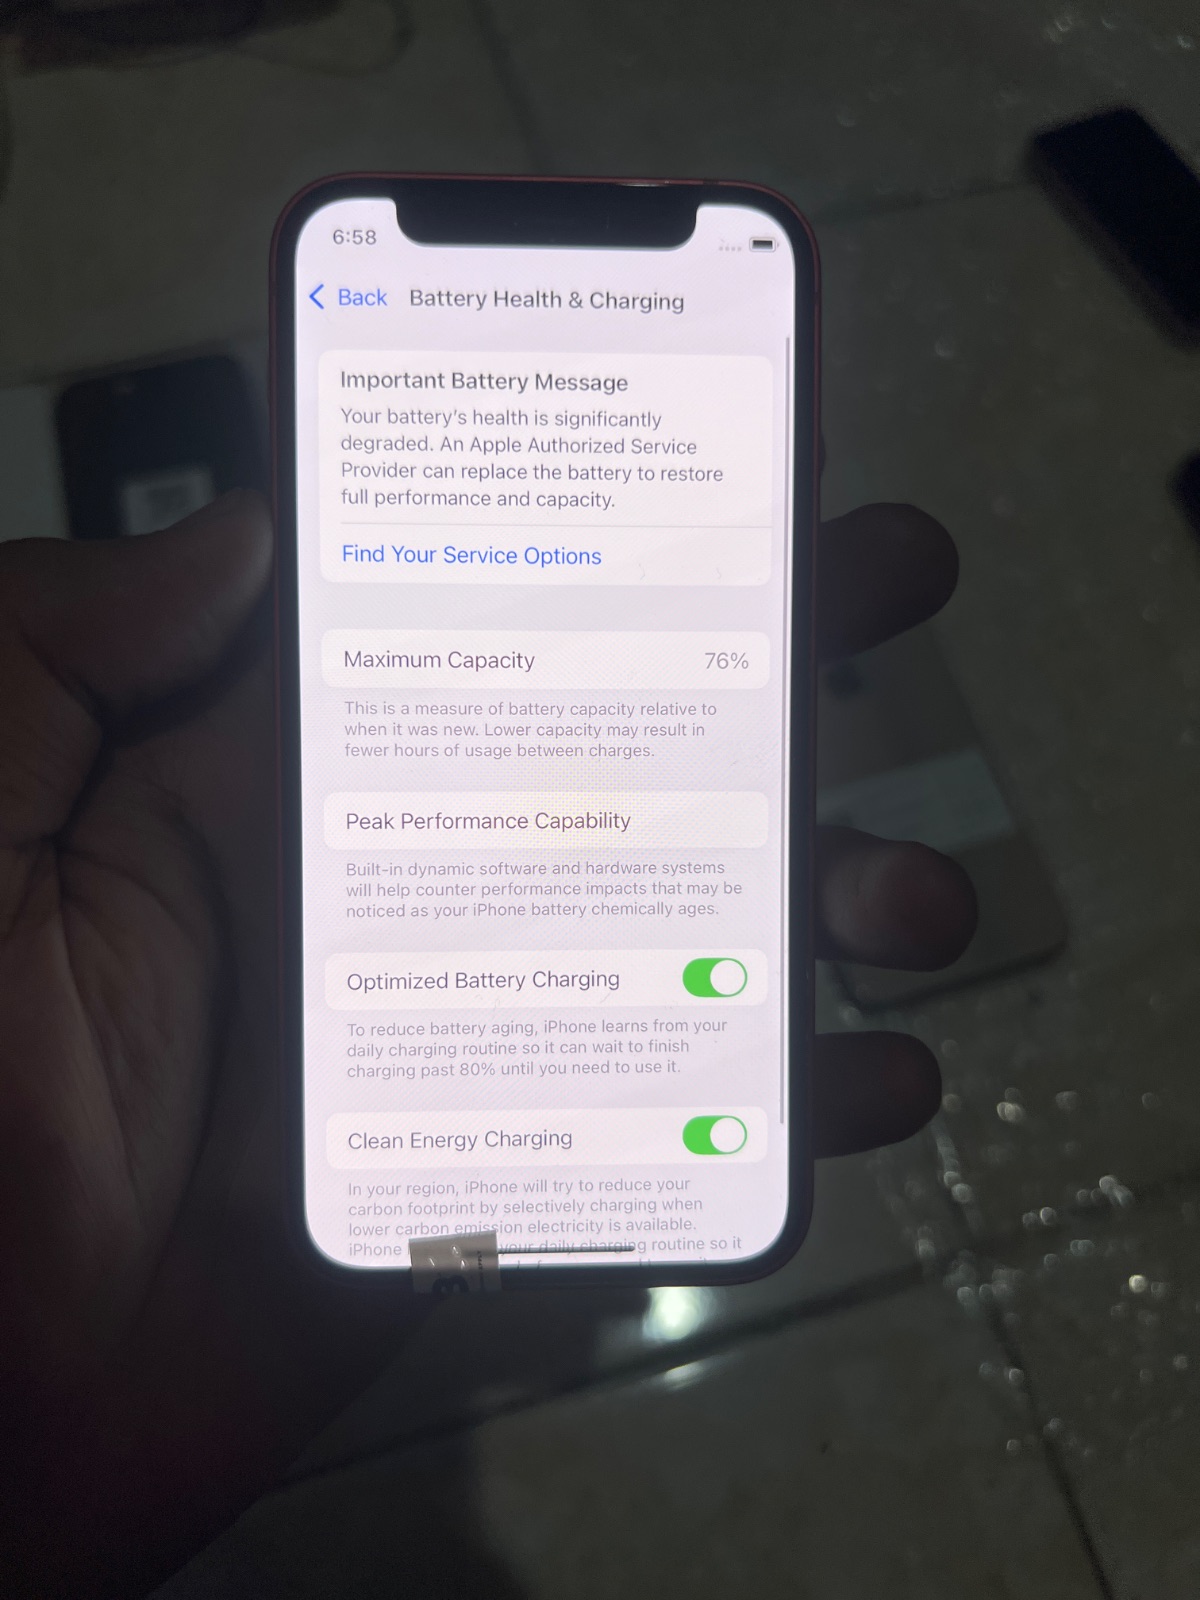 6:58
Back Battery Health & Charging
Important Battery Message
Your battery's health is significantly
degraded. An Apple Authorized Service
Provider can replace the battery to restore
full performance and capacity.
Find Your Service Options
Maximum Capacity 76%
This is a measure of battery capacity relative to
when it was new. Lower capacity may result in
fewer hours of usage between charges.
Peak Performance Capability
Built-in dynamic software and hardware systems
will help counter performance impacts that may be
noticed as your iPhone battery chemically ages.
Optimized Battery Charging
To reduce battery aging, iPhone learns from your
daily charging routine so it can wait to finish
charging past 80% until you need to use it.
Clean Energy Charging
In your region, iPhone will try to reduce your
carbon footprint by selectively charging when
lower carbon emission electricity is available.
iPhone your daily charging routine so it